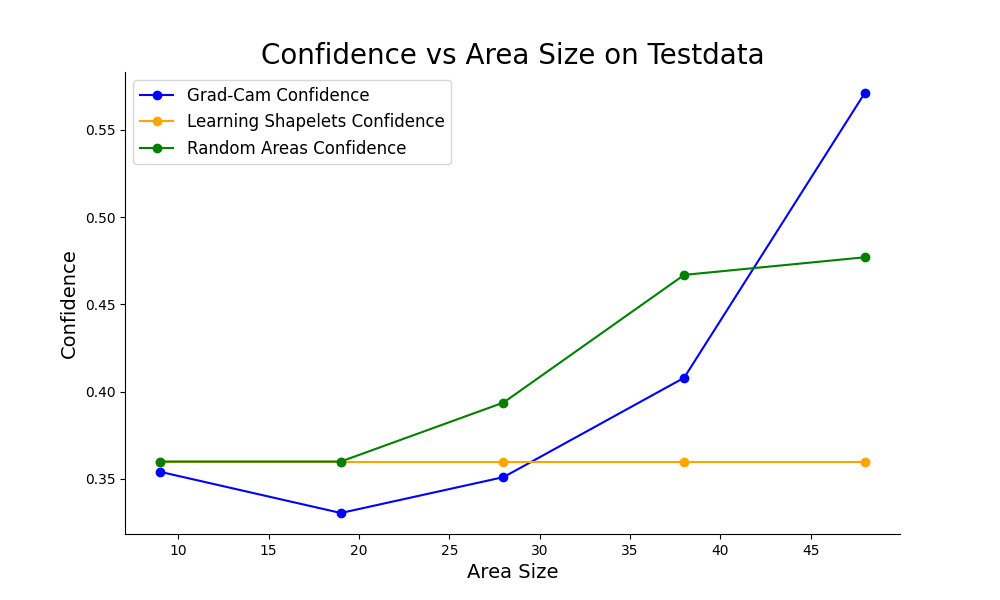 Confidence vs Area Size on Testdata
Grad-Cam Confidence
Learning Shapelets Confidence
Random Areas Confidence
Confidence
0.55
0.50
0.45
0.40
0.35
10 15 20 25 30 35 40 45
Area Size